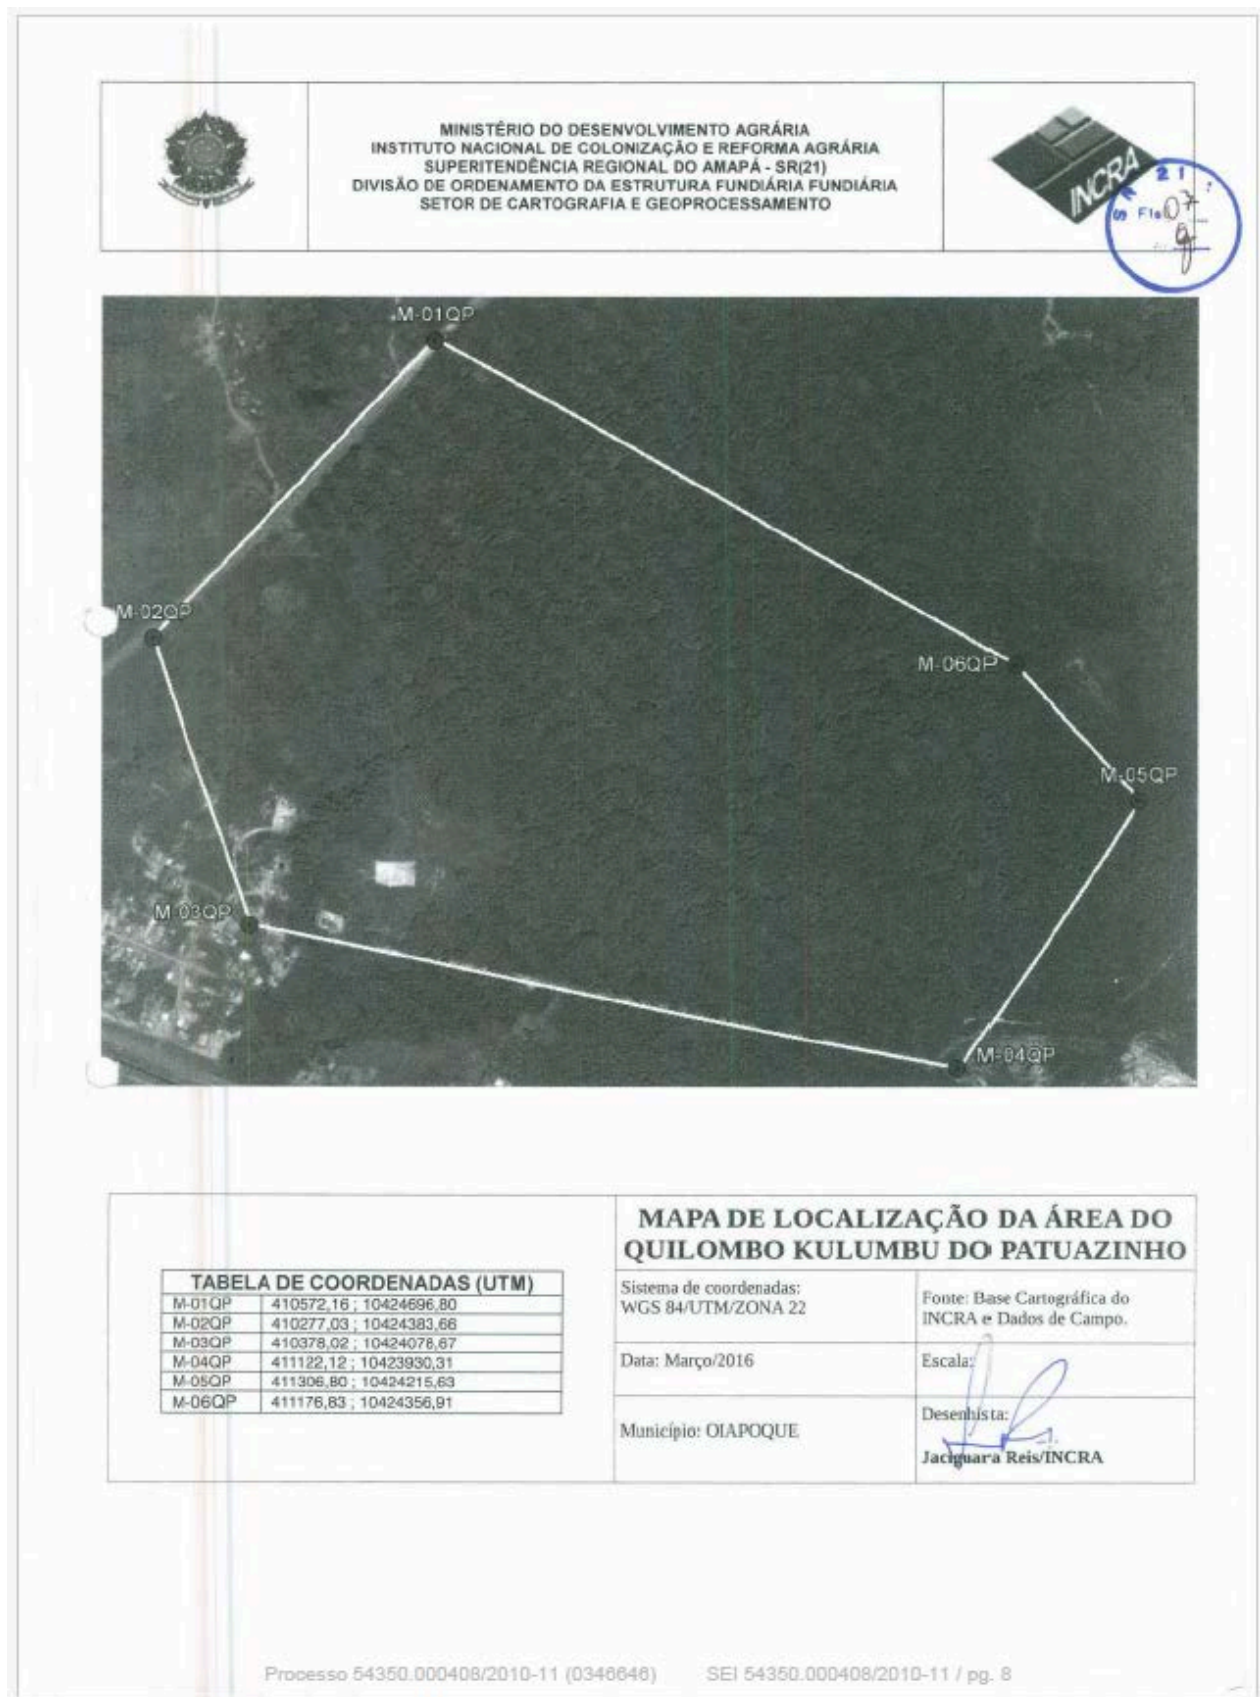 MINISTÉRIO DO DESENVOLVIMENTO AGRÁRIA
INSTITUTO NACIONAL DE COLONIZAÇÃO E REFORMA AGRÁRIA
SUPERITENDÊNCIA REGIONAL DO AMAPÁ - SR(21)
DIVISÃO DE ORDENAMENTO DA ESTRUTURA FUNDIÁRIA FUNDIÁRIA
SETOR DE CARTOGRAFIA E GEOPROCESSAMENTO
INCRA
SR 21
Fls 07
M-01QP
M-02QP
M-06QP
M-05QP
M-03QP
M-04QP
TABELA DE COORDENADAS (UTM)
M-01QP 410572,16 ; 10424696,80
M-02QP 410277,03 ; 10424383,66
M-03QP 410378,02 ; 10424078,67
M-04QP 411122,12 ; 10423930,31
M-05QP 411306,80 ; 10424215,63
M-06QP 411176,83 ; 10424356,91
MAPA DE LOCALIZAÇÃO DA ÁREA DO
QUILOMBO KULUMBU DO PATUAZINHO
Sistema de coordenadas:
WGS 84/UTM/ZONA 22
Fonte: Base Cartográfica do
INCRA e Dados de Campo.
Data: Março/2016
Escala:
Município: OIAPOQUE
Desenhista:
Jaciguara Reis/INCRA
Processo 54350.000408/2010-11 (0346646) SEI 54350.000408/2010-11 / pg. 8